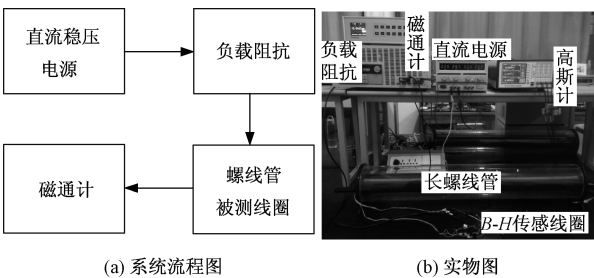 直流稳压
电源
负载阻抗
磁通计
螺线管
被测线圈
(a) 系统流程图
负载
阻抗
磁通计
直流电源
高斯计
长螺线管
B-H传感线圈
(b) 实物图